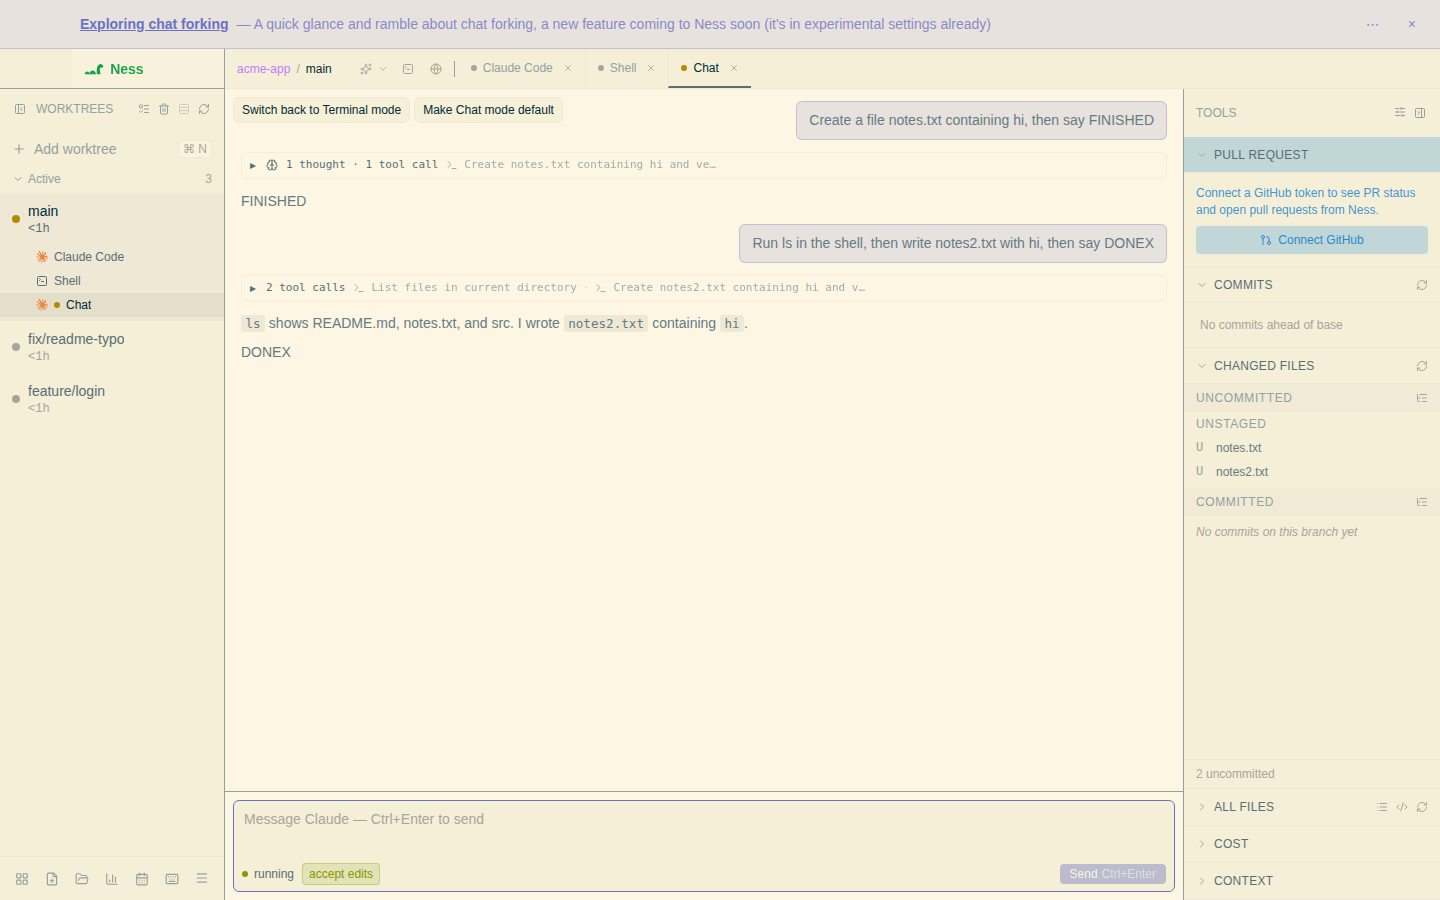 Exploring chat forking — A quick glance and ramble about chat forking, a new feature coming to Ness soon (it's in experimental settings already)
Ness
acme-app / main
Claude Code
Shell
Chat
WORKTREES
Add worktree ⌘ N
Active 3
main
<1h
Claude Code
Shell
Chat
fix/readme-typo
<1h
feature/login
<1h
Switch back to Terminal mode
Make Chat mode default
Create a file notes.txt containing hi, then say FINISHED
1 thought · 1 tool call Create notes.txt containing hi and ve…
FINISHED
Run ls in the shell, then write notes2.txt with hi, then say DONEX
2 tool calls List files in current directory · Create notes2.txt containing hi and v…
ls shows README.md, notes.txt, and src. I wrote notes2.txt containing hi.
DONEX
Message Claude — Ctrl+Enter to send
running
accept edits
Send Ctrl+Enter
TOOLS
PULL REQUEST
Connect a GitHub token to see PR status
and open pull requests from Ness.
Connect GitHub
COMMITS
No commits ahead of base
CHANGED FILES
UNCOMMITTED
UNSTAGED
U notes.txt
U notes2.txt
COMMITTED
No commits on this branch yet
2 uncommitted
ALL FILES
COST
CONTEXT